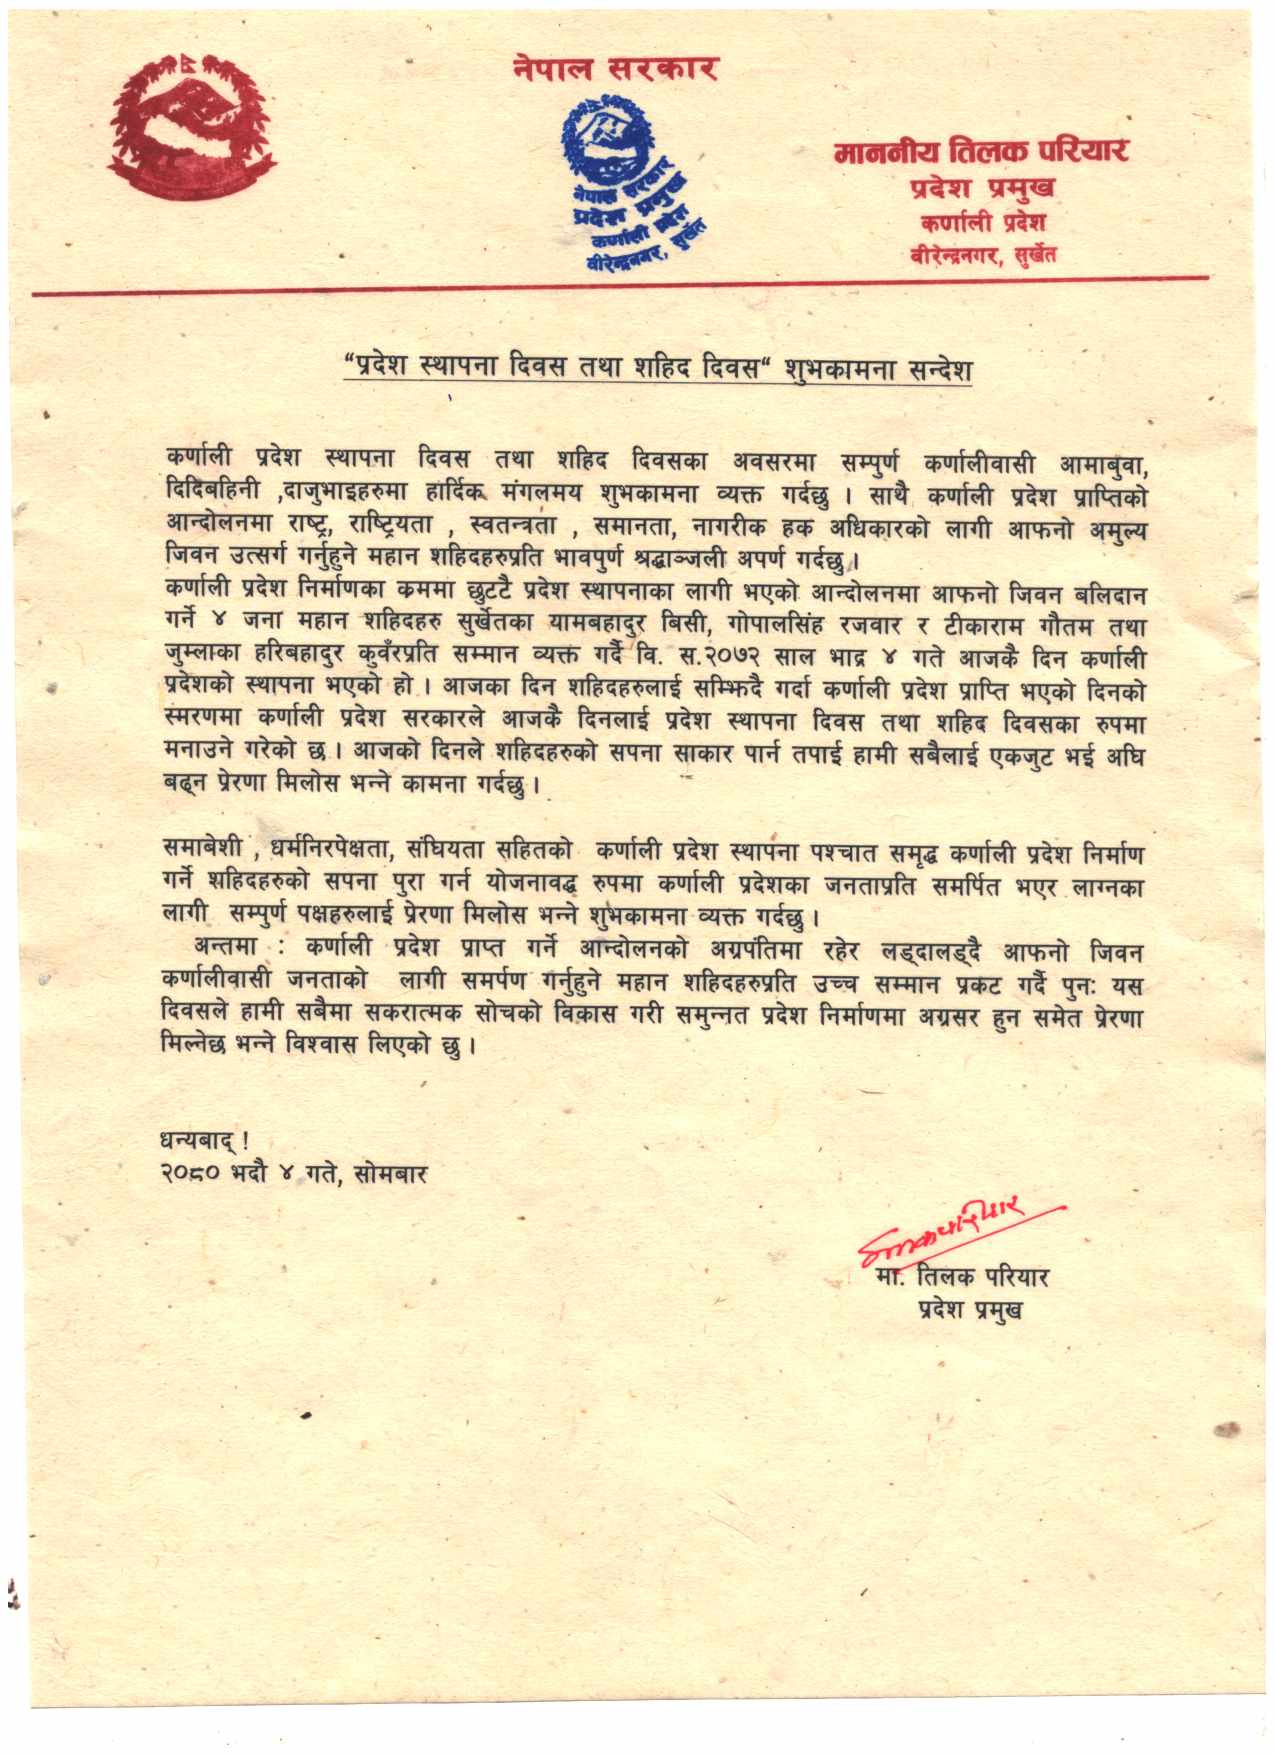 नेपाल सरकार
माननीय तिलक परियार
प्रदेश प्रमुख
कर्णाली प्रदेश
वीरेन्द्रनगर, सुर्खेत
नेपाल सरकार
प्रदेश प्रमुख
कर्णाली प्रदेश
वीरेन्द्रनगर, सुर्खेत
“प्रदेश स्थापना दिवस तथा शहिद दिवस“ शुभकामना सन्देश
कर्णाली प्रदेश स्थापना दिवस तथा शहिद दिवसका अवसरमा सम्पुर्ण कर्णालीवासी आमाबुवा,
दिदिबहिनी ,दाजुभाइहरुमा हार्दिक मंगलमय शुभकामना व्यक्त गर्दछु । साथै कर्णाली प्रदेश प्राप्तिको
आन्दोलनमा राष्ट्र, राष्ट्रियता , स्वतन्त्रता , समानता, नागरीक हक अधिकारको लागी आफनो अमुल्य
जिवन उत्सर्ग गर्नुहुने महान शहिदहरुप्रति भावपुर्ण श्रद्धाञ्जली अपर्ण गर्दछु ।
कर्णाली प्रदेश निर्माणका कममा छुटटै प्रदेश स्थापनाका लागी भएको आन्दोलनमा आफनो जिवन बलिदान
गर्ने ४ जना महान शहिदहरु सुर्खेतका यामबहादुर बिसी, गोपालसिंह रजवार र टीकाराम गौतम तथा
जुम्लाका हरिबहादुर कुवँरप्रति सम्मान व्यक्त गर्दै वि. स.२०७२ साल भाद्र ४ गते आजकै दिन कर्णाली
प्रदेशको स्थापना भएको हो । आजका दिन शहिदहरुलाई सम्झिदै गर्दा कर्णाली प्रदेश प्राप्ति भएको दिनको
स्मरणमा कर्णाली प्रदेश सरकारले आजकै दिनलाई प्रदेश स्थापना दिवस तथा शहिद दिवसका रुपमा
मनाउने गरेको छ । आजको दिनले शहिदहरुको सपना साकार पार्न तपाई हामी सबैलाई एकजुट भई अघि
बढ्न प्रेरणा मिलोस भन्ने कामना गर्दछु ।
समाबेशी , धर्मनिरपेक्षता, संघियता सहितको कर्णाली प्रदेश स्थापना पश्चात समृद्ध कर्णाली प्रदेश निर्माण
गर्ने शहिदहरुको सपना पुरा गर्न योजनावद्ध रुपमा कर्णाली प्रदेशका जनताप्रति समर्पित भएर लाग्नका
लागी सम्पुर्ण पक्षहरुलाई प्रेरणा मिलोस भन्ने शुभकामना व्यक्त गर्दछु ।
अन्तमा : कर्णाली प्रदेश प्राप्त गर्ने आन्दोलनको अग्रपंतिमा रहेर लड्दालड्दै आफनो जिवन
कर्णालीवासी जनताको लागी समर्पण गर्नुहुने महान शहिदहरुप्रति उच्च सम्मान प्रकट गर्दै पुनः यस
दिवसले हामी सबैमा सकरात्मक सोचको विकास गरी समुन्नत प्रदेश निर्माणमा अग्रसर हुन समेत प्रेरणा
मिल्नेछ भन्ने विश्वास लिएको छु ।
धन्यबाद् !
२०८० भदौ ४ गते, सोमबार
मा. तिलक परियार
प्रदेश प्रमुख